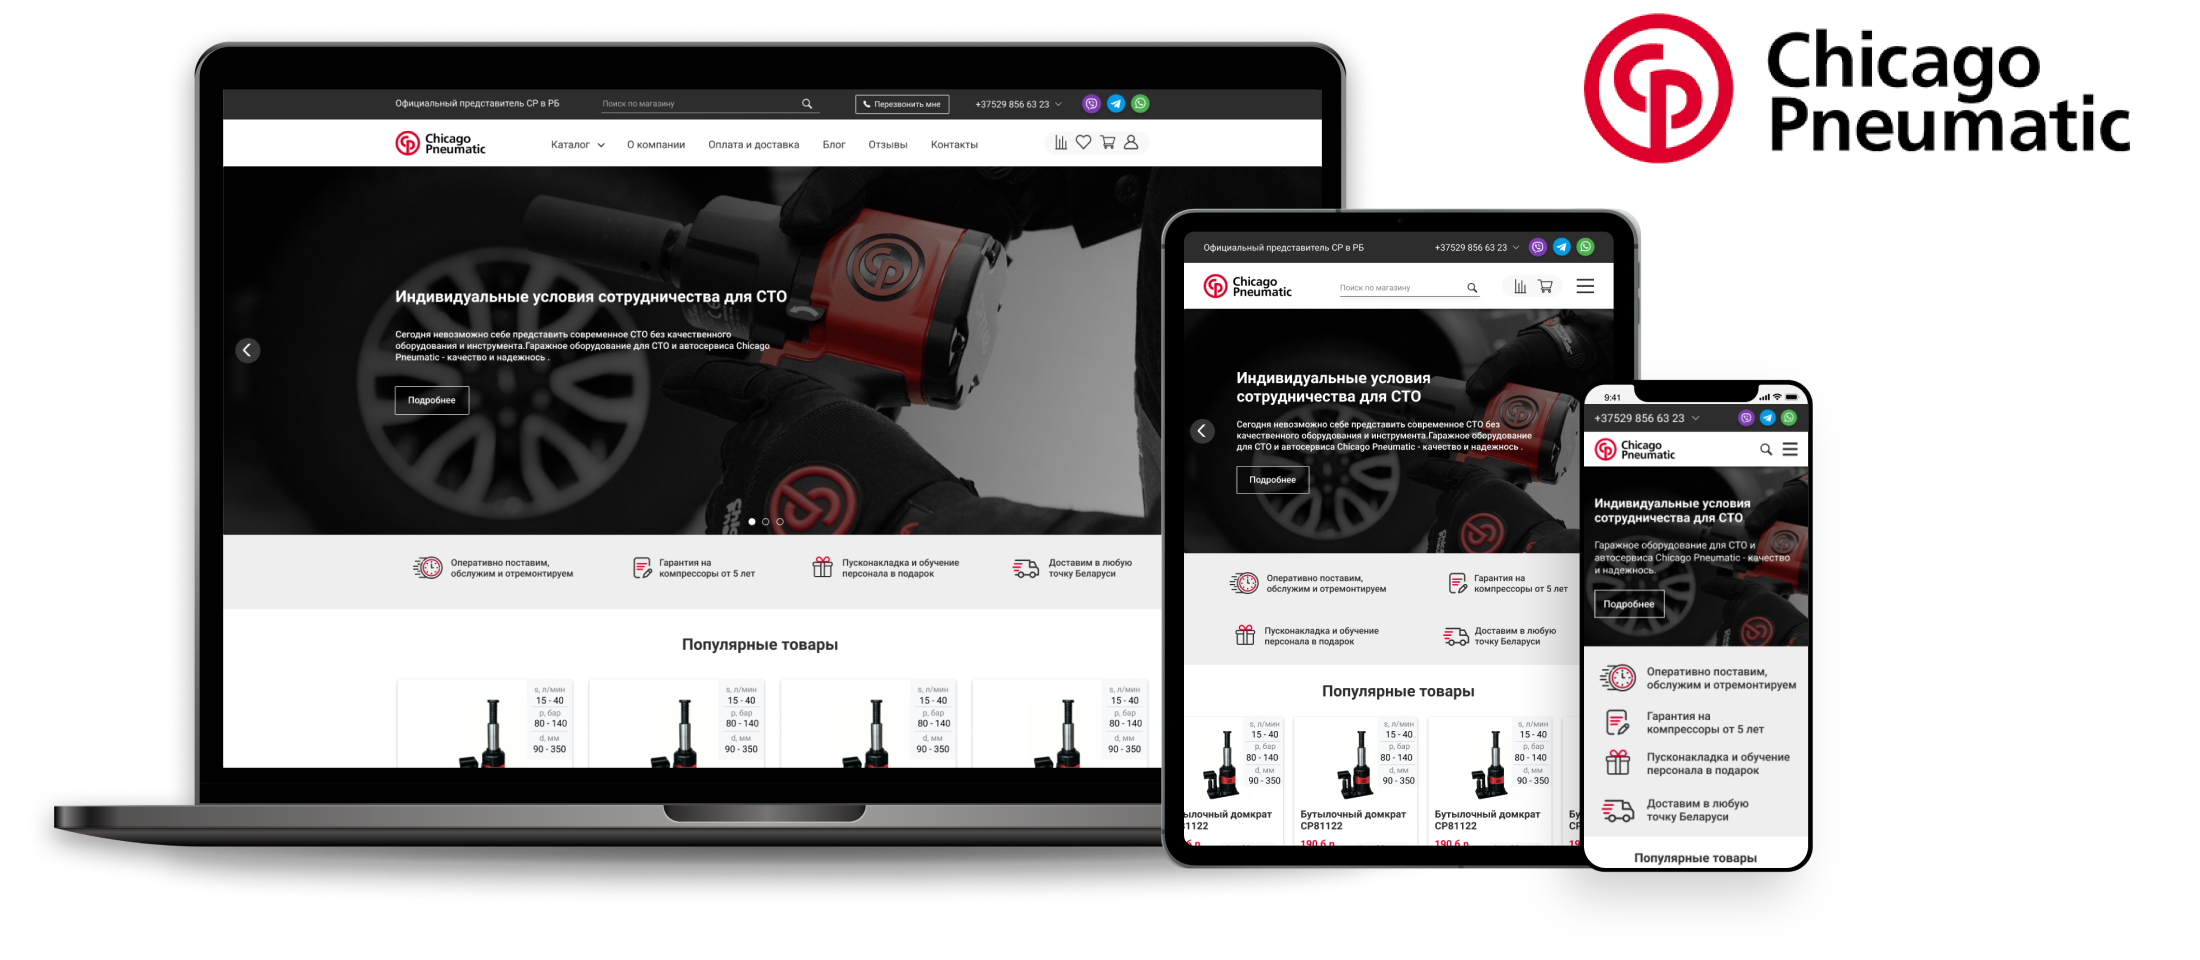 Chicago
Pneumatic
Официальный представитель CP в РБ
Поиск по магазину
Перезвонить мне
+37529 856 63 23
Chicago
Pneumatic
Каталог
О компании
Оплата и доставка
Блог
Отзывы
Контакты
Индивидуальные условия сотрудничества для СТО
Сегодня невозможно себе представить современное СТО без качественного
оборудования и инструмента.Гаражное оборудование для СТО и автосервиса Chicago
Pneumatic - качество и надежнось .
Подробнее
Оперативно поставим,
обслужим и отремонтируем
Гарантия на
компрессоры от 5 лет
Пусконакладка и обучение
персонала в подарок
Доставим в любую
точку Беларуси
Популярные товары
s, л/мин
15 - 40
p, бар
80 - 140
d, мм
90 - 350
s, л/мин
15 - 40
p, бар
80 - 140
d, мм
90 - 350
s, л/мин
15 - 40
p, бар
80 - 140
d, мм
90 - 350
s, л/мин
15 - 40
p, бар
80 - 140
d, мм
90 - 350
Официальный представитель CP в РБ
+37529 856 63 23
Chicago
Pneumatic
Поиск по магазину
Индивидуальные условия
сотрудничества для СТО
Сегодня невозможно себе представить современное СТО без
качественного оборудования и инструмента.Гаражное оборудование
для СТО и автосервиса Chicago Pneumatic - качество и надежнось .
Подробнее
Оперативно поставим,
обслужим и отремонтируем
Гарантия на
компрессоры от 5 лет
Пусконакладка и обучение
персонала в подарок
Доставим в любую
точку Беларуси
Популярные товары
s, л/мин
15 - 40
p, бар
80 - 140
d, мм
90 - 350
ылочный домкрат
1122
s, л/мин
15 - 40
p, бар
80 - 140
d, мм
90 - 350
Бутылочный домкрат
CP81122
190 б.р.
s, л/мин
15 - 40
p, бар
80 - 140
d, мм
90 - 350
Бутылочный домкрат
CP81122
190 б.р.
Бу
CP
19
9:41
+37529 856 63 23
Chicago
Pneumatic
Индивидуальные условия
сотрудничества для СТО
Гаражное оборудование для СТО и
автосервиса Chicago Pneumatic - качество
и надежнось.
Подробнее
Оперативно поставим,
обслужим и отремонтируем
Гарантия на
компрессоры от 5 лет
Пусконакладка и обучение
персонала в подарок
Доставим в любую
точку Беларуси
Популярные товары